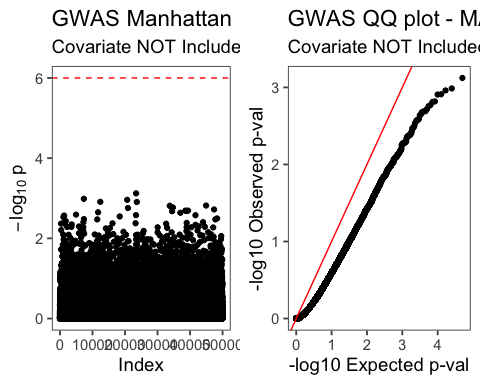 GWAS Manhattan
Covariate NOT Include
6
4
2
0
−log10 p
0 10000 20000 30000 40000 50000
Index
GWAS QQ plot - MA
Covariate NOT Included
3
2
1
0
-log10 Observed p-val
0 1 2 3 4
-log10 Expected p-val